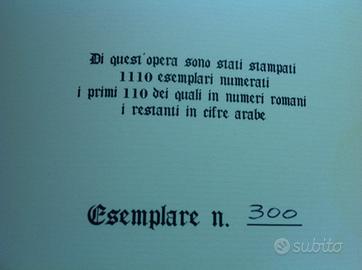 Di quest'opera sono stati stampati
1110 esemplari numerati
i primi 110 dei quali in numeri romani
i restanti in cifre arabe
Esemplare n. 300
subito